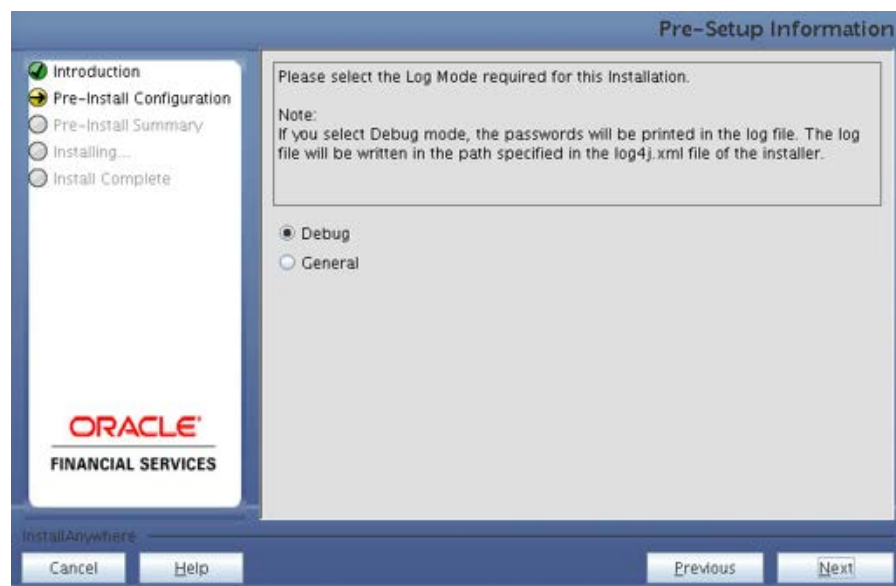 Pre-Setup Information
Introduction
Pre-Install Configuration
Pre-Install Summary
Installing...
Install Complete
Please select the Log Mode required for this Installation.
Note:
If you select Debug mode, the passwords will be printed in the log file. The log
file will be written in the path specified in the log4j.xml file of the installer.
Debug
General
ORACLE'
FINANCIAL SERVICES
InstallAnywhere
Cancel
Help
Previous
Next